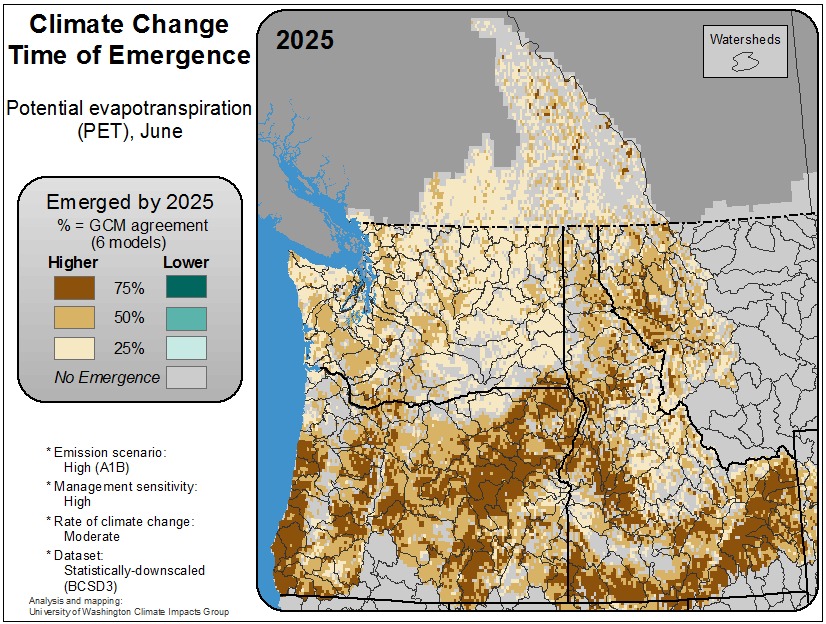 Climate Change
Time of Emergence
Potential evapotranspiration
(PET), June
Emerged by 2025
% = GCM agreement
(6 models)
Higher Lower
75%
50%
25%
No Emergence
* Emission scenario:
High (A1B)
* Management sensitivity:
High
* Rate of climate change:
Moderate
* Dataset:
Statistically-downscaled
(BCSD3)
Analysis and mapping:
University of Washington Climate Impacts Group
2025
Watersheds